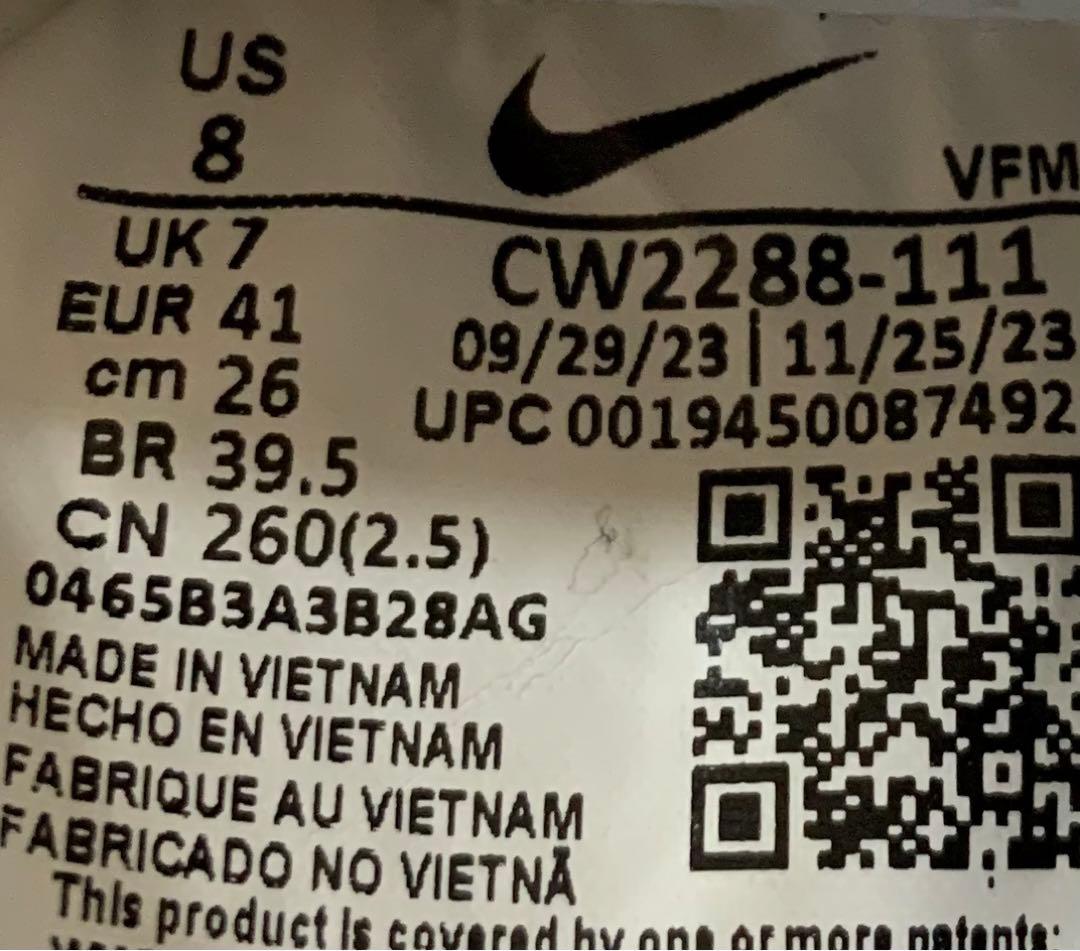 US
8
VFM
UK 7
EUR 41
cm 26
BR 39.5
CN 260(2.5)
CW2288-111
09/29/23 | 11/25/23
UPC 0019450087492
0465B3A3B28AG
MADE IN VIETNAM
HECHO EN VIETNAM
FABRIQUE AU VIETNAM
FABRICADO NO VIETNÃ
This product is covered by one or more patents: